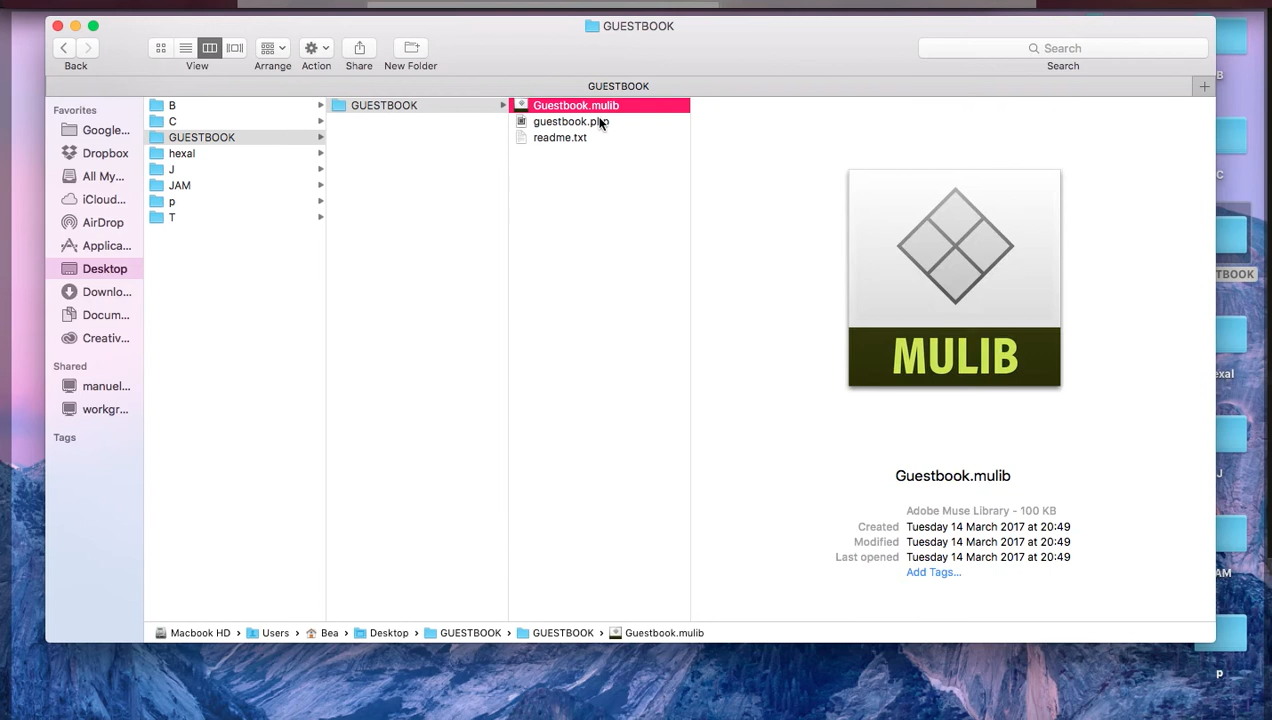 GUESTBOOK
Back
View
Arrange
Action
Share
New Folder
Search
Search
GUESTBOOK
Favorites
Google...
Dropbox
All My...
iCloud...
AirDrop
Applica...
Desktop
Downlo...
Docum...
Creativ...
Shared
manuel...
workgr...
Tags
B
C
GUESTBOOK
hexal
J
JAM
p
T
GUESTBOOK
Guestbook.mulib
guestbook.php
readme.txt
MULIB
Guestbook.mulib
Adobe Muse Library - 100 KB
Created Tuesday 14 March 2017 at 20:49
Modified Tuesday 14 March 2017 at 20:49
Last opened Tuesday 14 March 2017 at 20:49
Add Tags...
Macbook HD › Users › Bea › Desktop › GUESTBOOK › GUESTBOOK › Guestbook.mulib
B
C
TBOOK
exal
J
AM
p